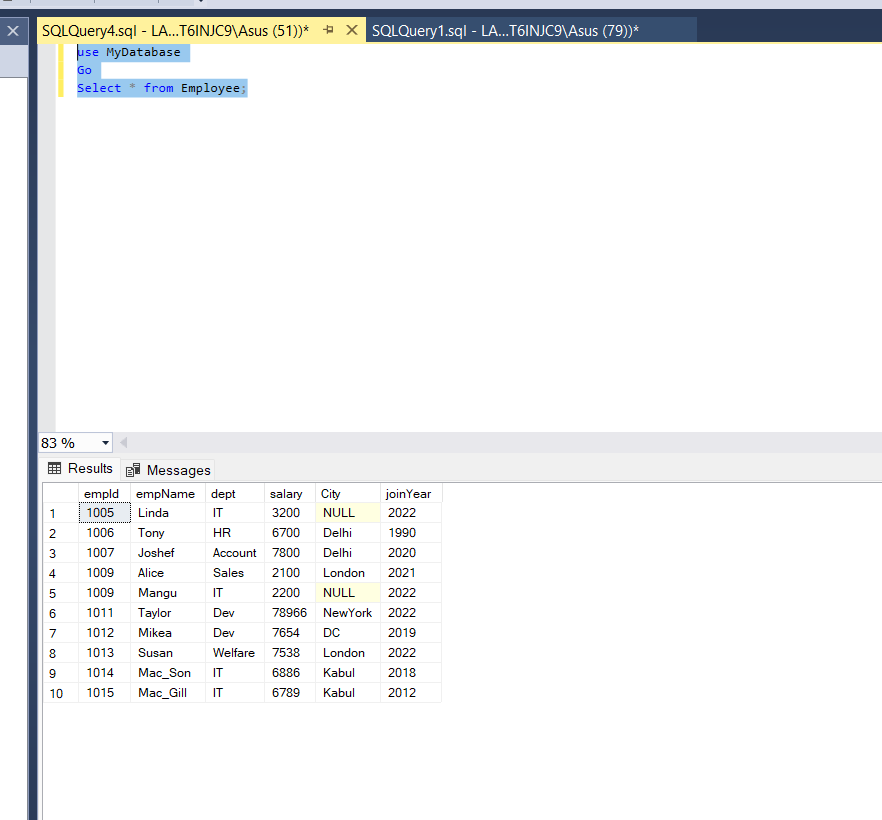 SQLQuery4.sql - LA...T6INJC9\Asus (51))* SQLQuery1.sql - LA...T6INJC9\Asus (79))*
use MyDatabase
Go
Select * from Employee;
83 %
Results Messages
empId empName dept salary City joinYear
1 1005 Linda IT 3200 NULL 2022
2 1006 Tony HR 6700 Delhi 1990
3 1007 Joshef Account 7800 Delhi 2020
4 1009 Alice Sales 2100 London 2021
5 1009 Mangu IT 2200 NULL 2022
6 1011 Taylor Dev 78966 NewYork 2022
7 1012 Mikea Dev 7654 DC 2019
8 1013 Susan Welfare 7538 London 2022
9 1014 Mac_Son IT 6886 Kabul 2018
10 1015 Mac_Gill IT 6789 Kabul 2012